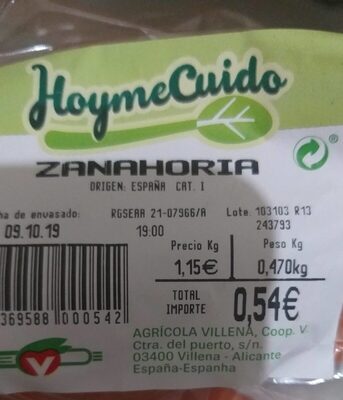 HoymeCuido
ZANAHORIA
ORIGEN: ESPAÑA CAT. I
ha de envasado: RGSEAA 21-07966/A Lote. 103103 R13
09.10.19 19:00 243793
Precio Kg Peso Kg
1,15€ 0,470kg
TOTAL IMPORTE 0,54€
369588 000542
AGRÍCOLA VILLENA, Coop. V.
Ctra. del puerto, s/n.
03400 Villena - Alicante
España-Espanha